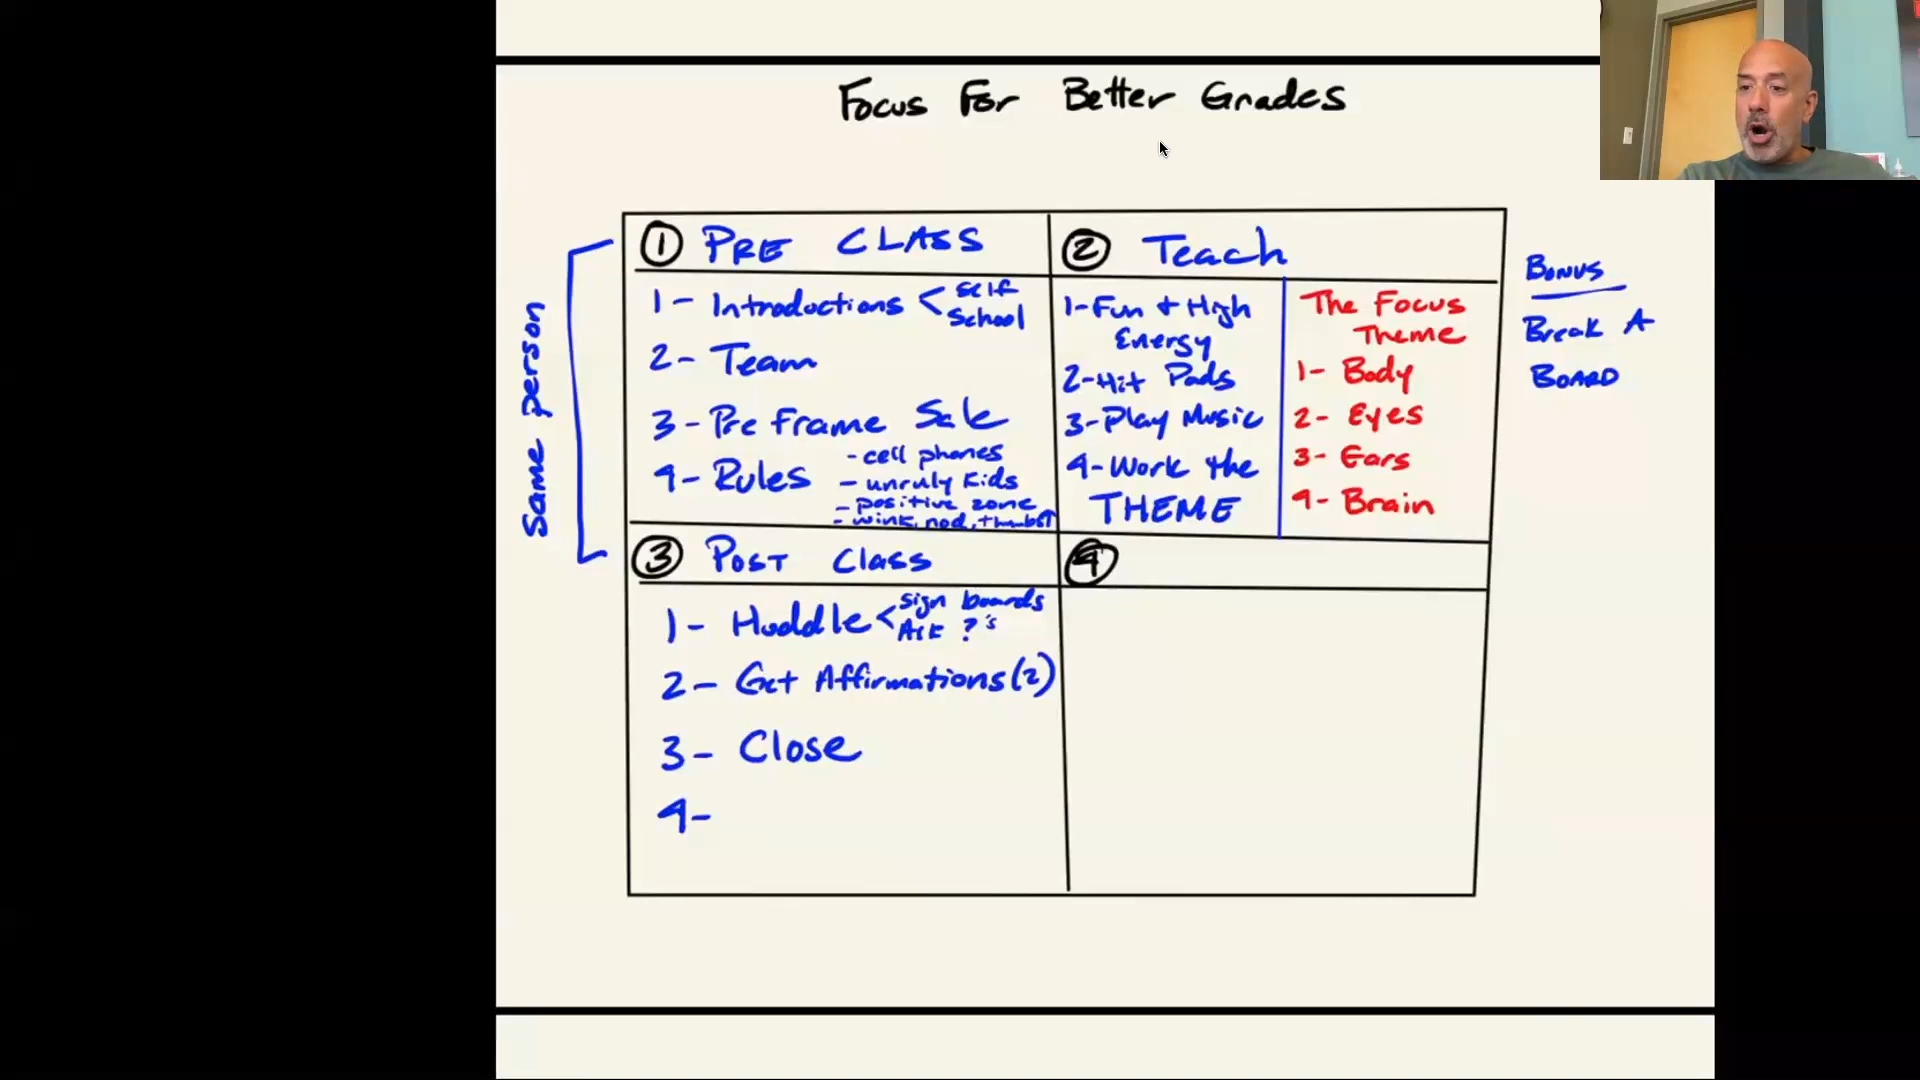 Focus For Better Grades
Same person
① PRE CLASS
1- Introductions < self
School
2- Team
3- Pre Frame Sale
4- Rules - cell phones
- unruly Kids
- positive zone
- wink, nod,
② Teach
1- Fun + High
Energy
2- Hit Pads
3- Play Music
4- Work the
THEME
The Focus
Theme
1- Body
2- Eyes
3- Ears
4- Brain
Bonus
Break A
BOARD
③ Post Class
1- Huddle < sign boards
Ask ?'s
2- Get Affirmations (2)
3- Close
4-
④